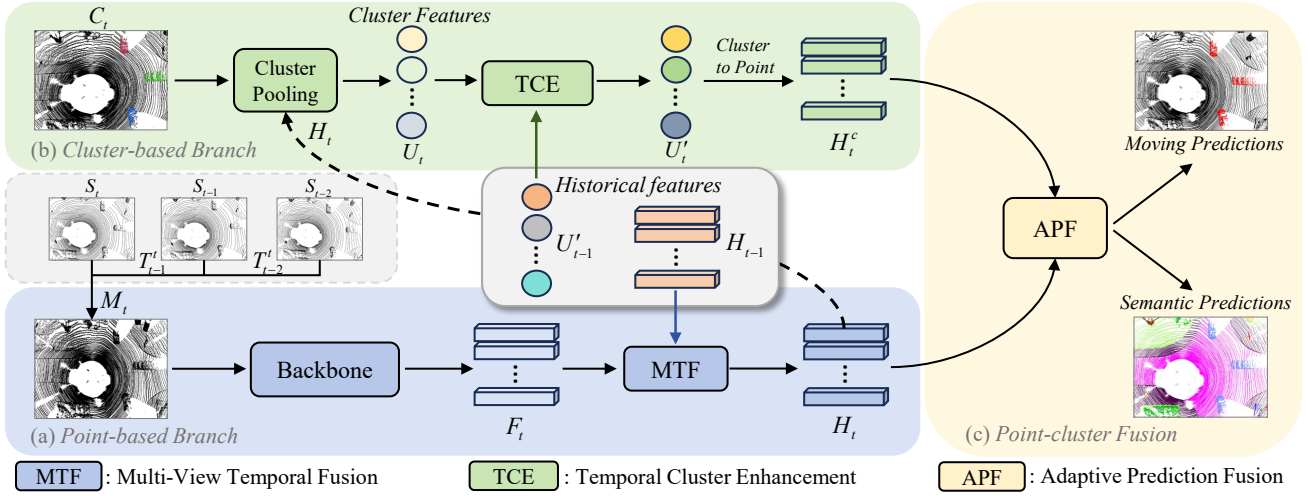 C_t
Cluster Features
Cluster
Pooling
TCE
Cluster
to Point
H_t
U_t
U'_t
H_t^c
(b) Cluster-based Branch
Moving Predictions
S_t
S_{t-1}
S_{t-2}
T_{t-1}^t
T_{t-2}^t
M_t
Historical features
U'_{t-1}
H_{t-1}
APF
Semantic Predictions
Backbone
MTF
F_t
H_t
(a) Point-based Branch
(c) Point-cluster Fusion
MTF : Multi-View Temporal Fusion
TCE : Temporal Cluster Enhancement
APF : Adaptive Prediction Fusion